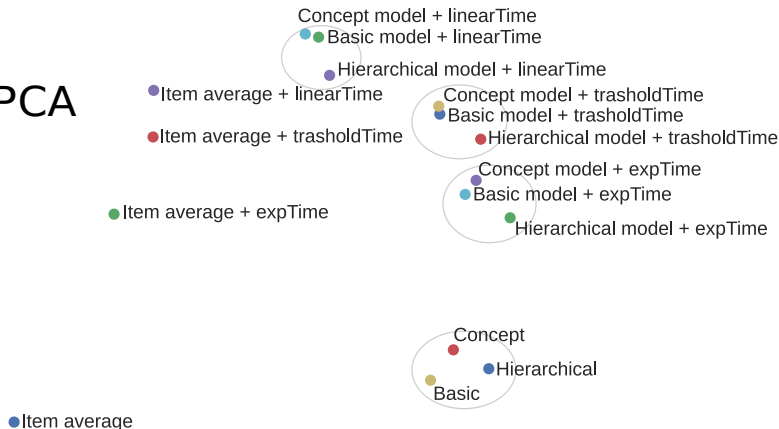 Concept model + linearTime
Basic model + linearTime
Hierarchical model + linearTime
PCA
Item average + linearTime
Concept model + trasholdTime
Basic model + trasholdTime
Item average + trasholdTime
Hierarchical model + trasholdTime
Concept model + expTime
Basic model + expTime
Item average + expTime
Hierarchical model + expTime
Concept
Hierarchical
Basic
Item average